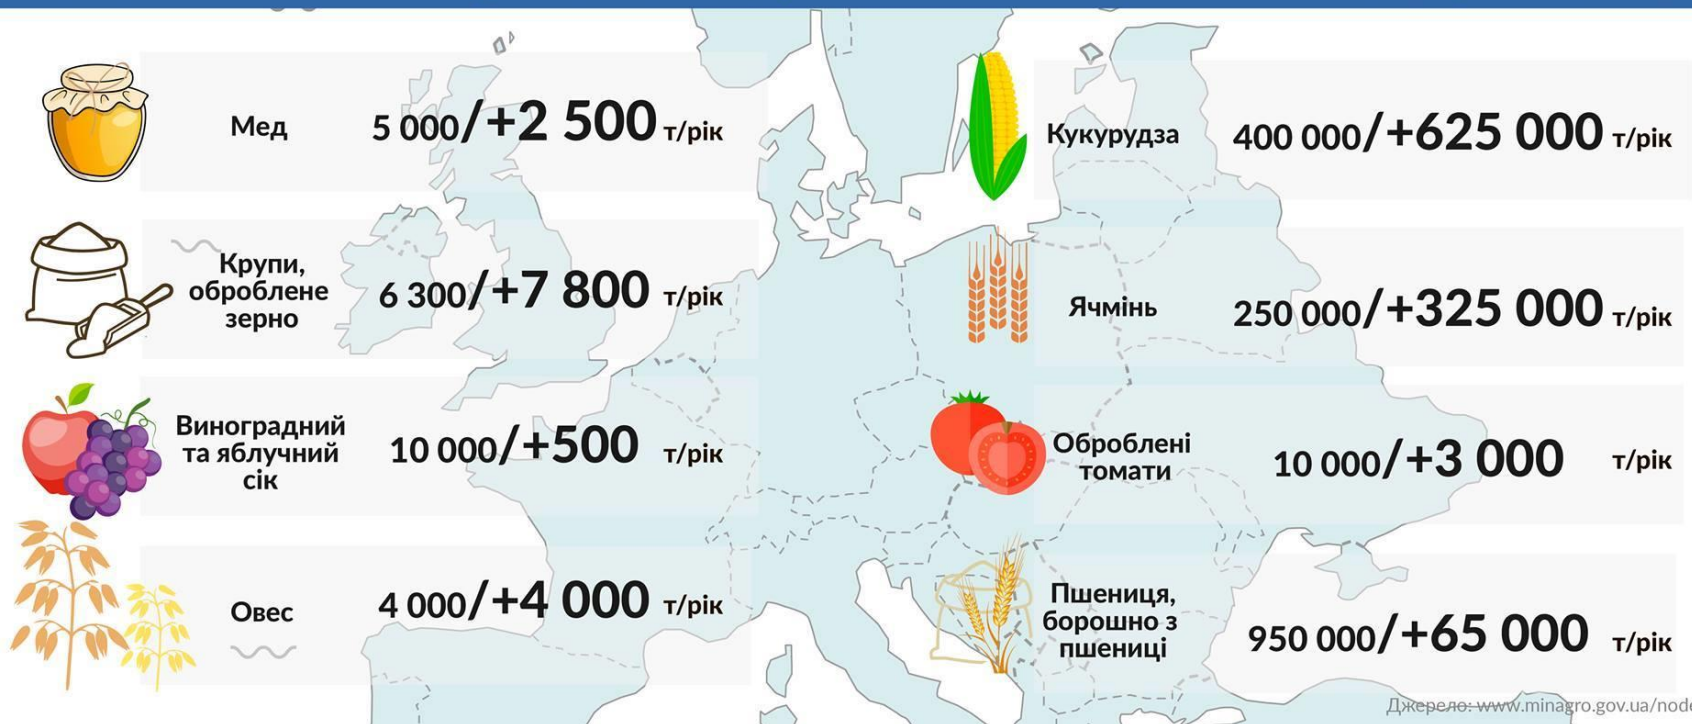 Мед
5 000/+2 500 т/рік
Крупи,
оброблене
зерно
6 300/+7 800 т/рік
Виноградний
та яблучний
сік
10 000/+500 т/рік
Овес
4 000/+4 000 т/рік
Кукурудза
400 000/+625 000 т/рік
Ячмінь
250 000/+325 000 т/рік
Оброблені
томати
10 000/+3 000 т/рік
Пшениця,
борошно з
пшениці
950 000/+65 000 т/рік
Джерело: www.minagro.gov.ua/node